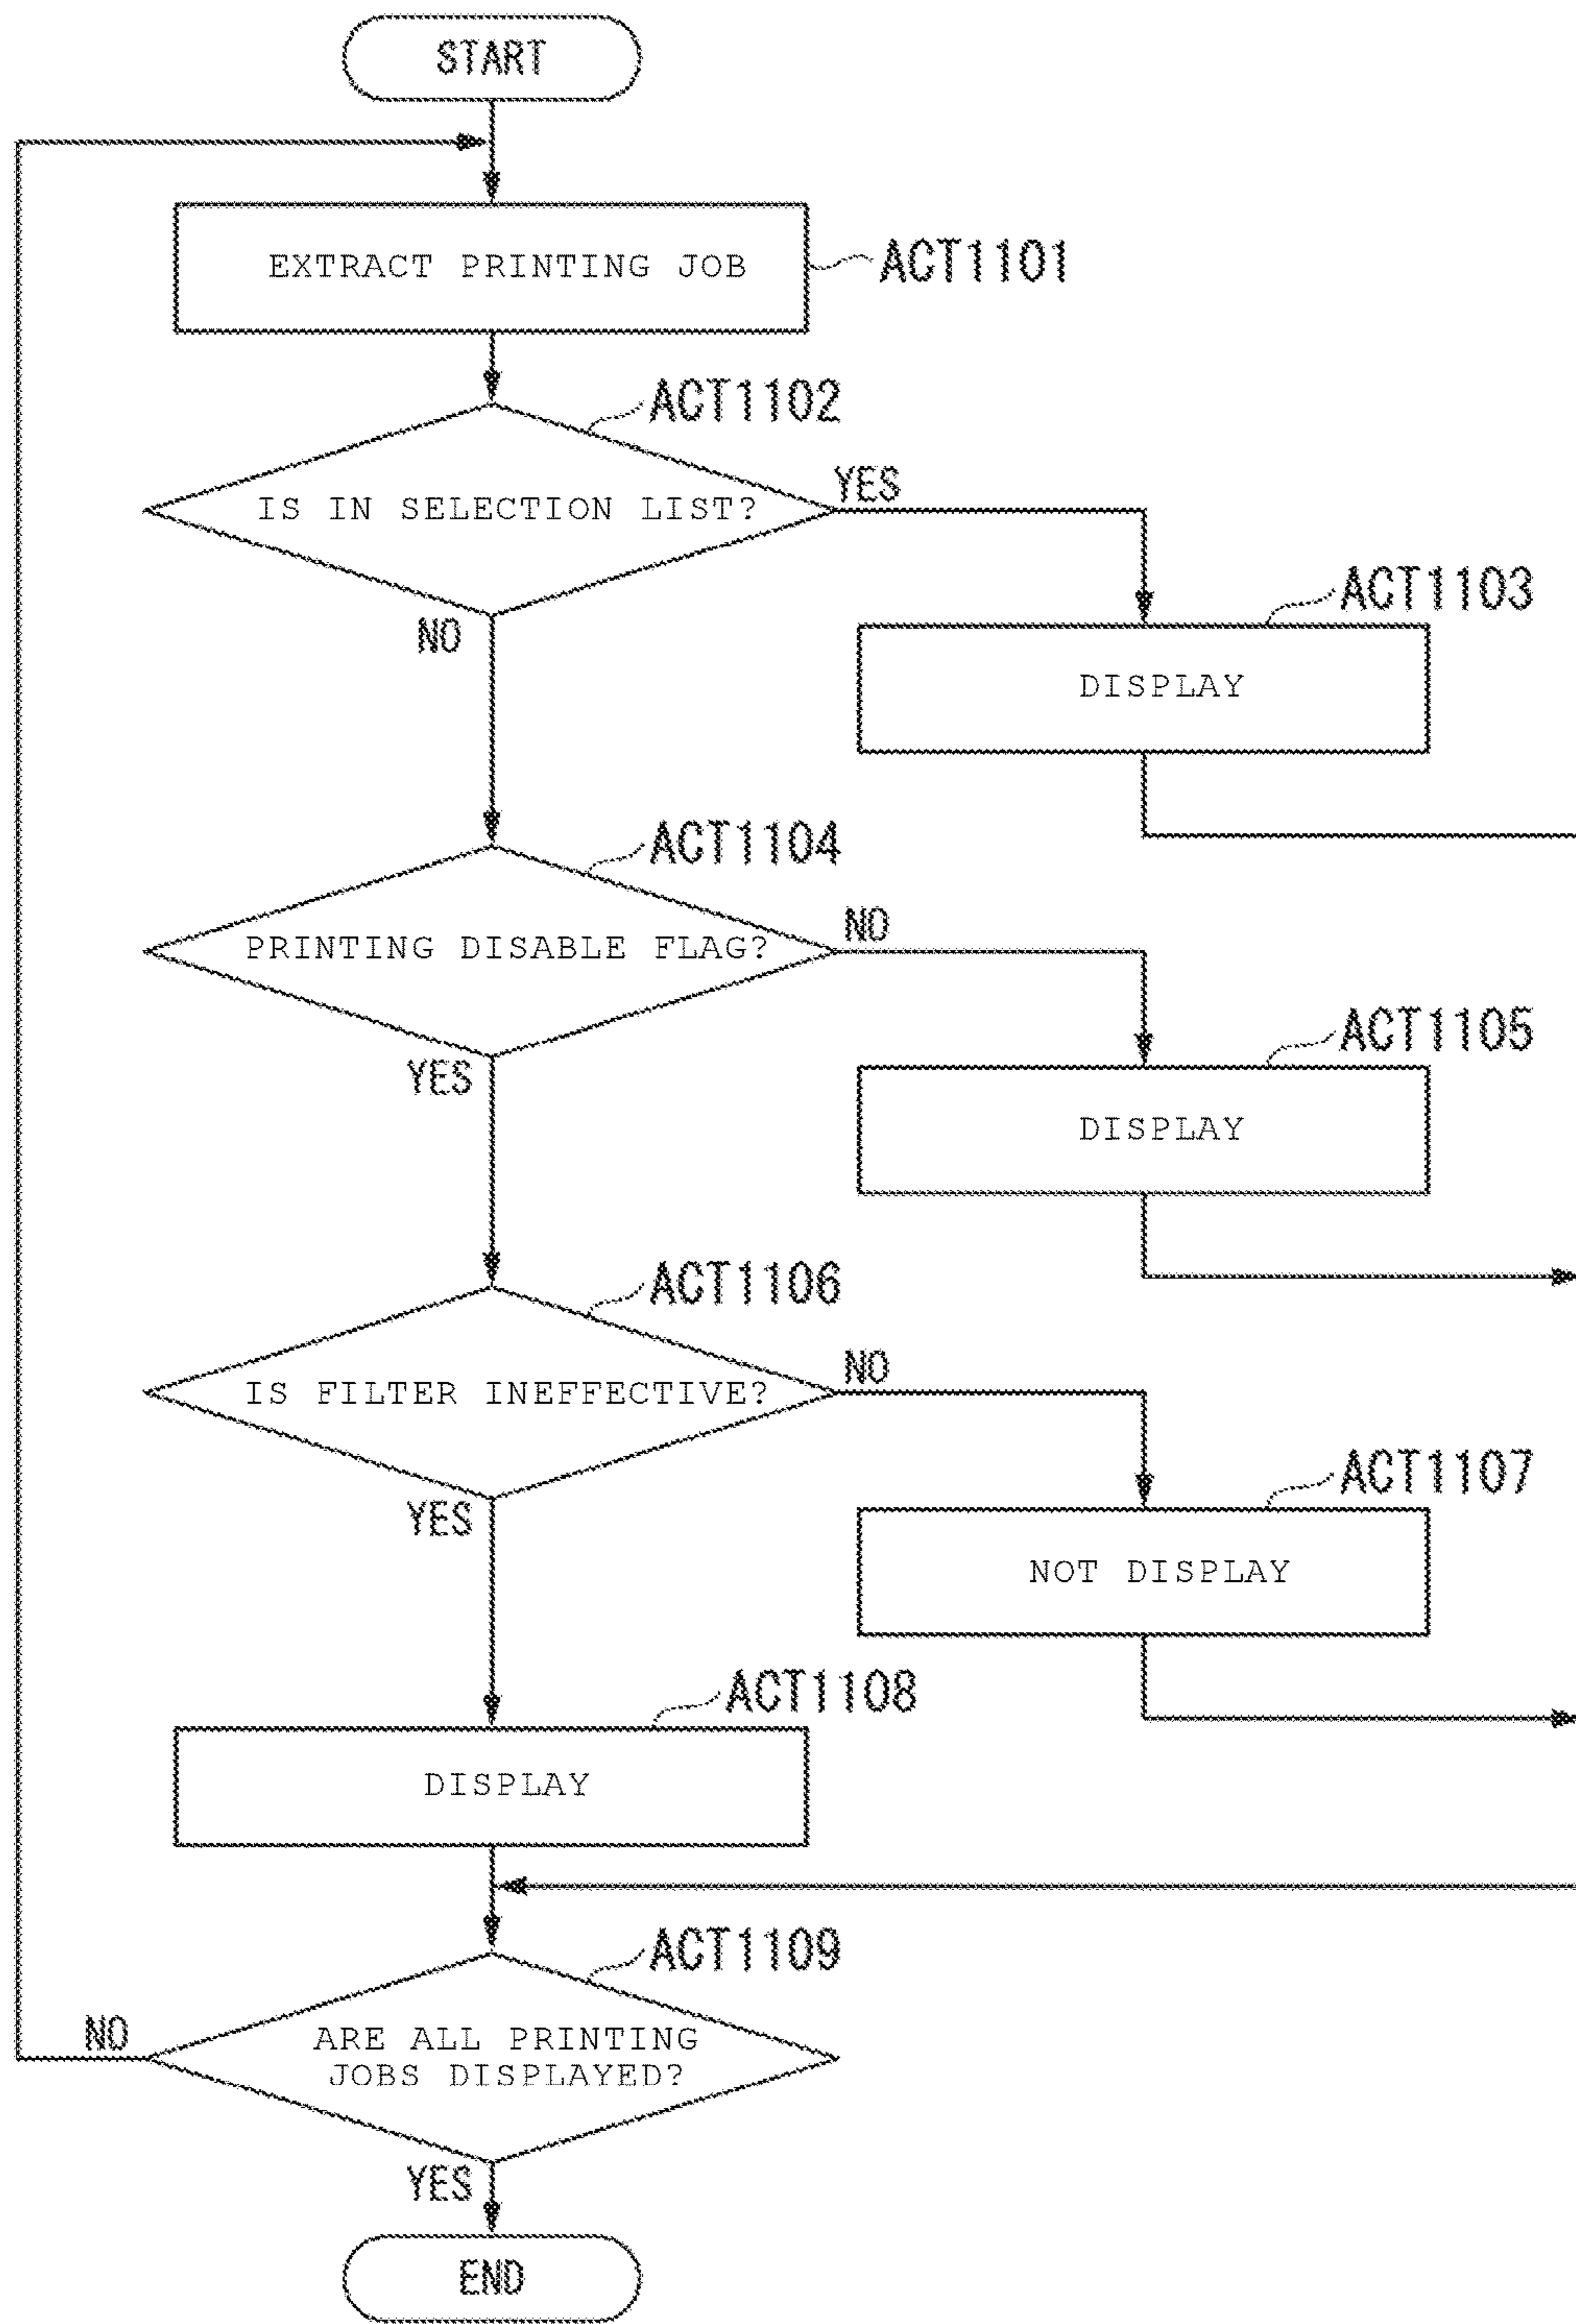 START
EXTRACT PRINTING JOB
ACT1101
ACT1102
IS IN SELECTION LIST?
YES
NO
ACT1103
DISPLAY
ACT1104
PRINTING DISABLE FLAG?
NO
YES
ACT1105
DISPLAY
ACT1106
IS FILTER INEFFECTIVE?
NO
YES
ACT1107
NOT DISPLAY
ACT1108
DISPLAY
ACT1109
ARE ALL PRINTING
JOBS DISPLAYED?
NO
YES
END